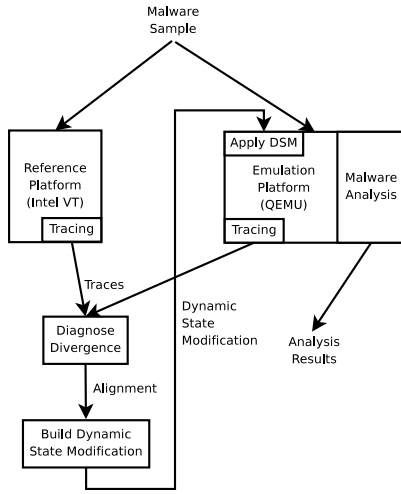 Malware
Sample
Reference
Platform
(Intel VT)
Tracing
Apply DSM
Emulation
Platform
(QEMU)
Tracing
Malware
Analysis
Traces
Diagnose
Divergence
Dynamic
State
Modification
Analysis
Results
Alignment
Build Dynamic
State Modification